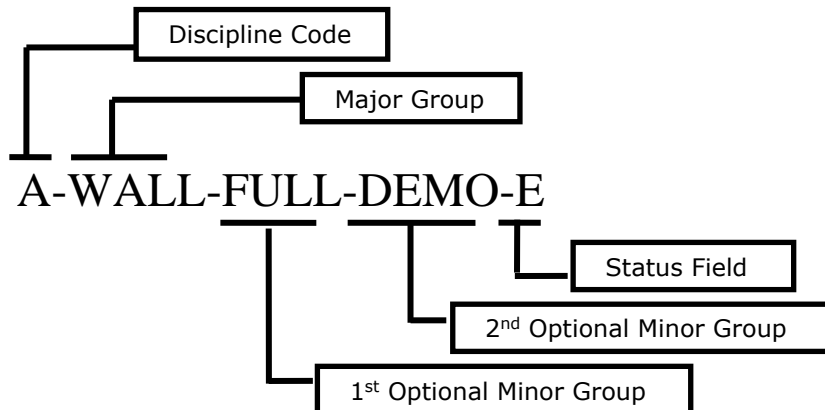 Discipline Code
Major Group
A-WALL-FULL-DEMO-E
Status Field
2nd Optional Minor Group
1st Optional Minor Group